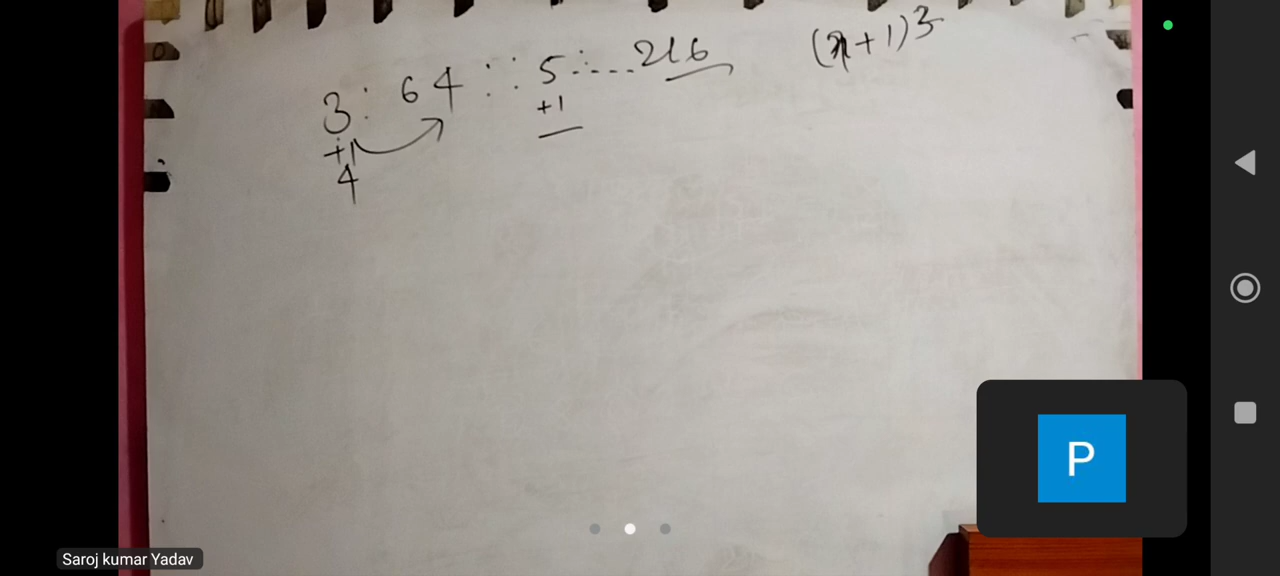 3 : 64 :: 5 : ---- 216
(n+1)3
+1
+1
4
P
Saroj kumar Yadav